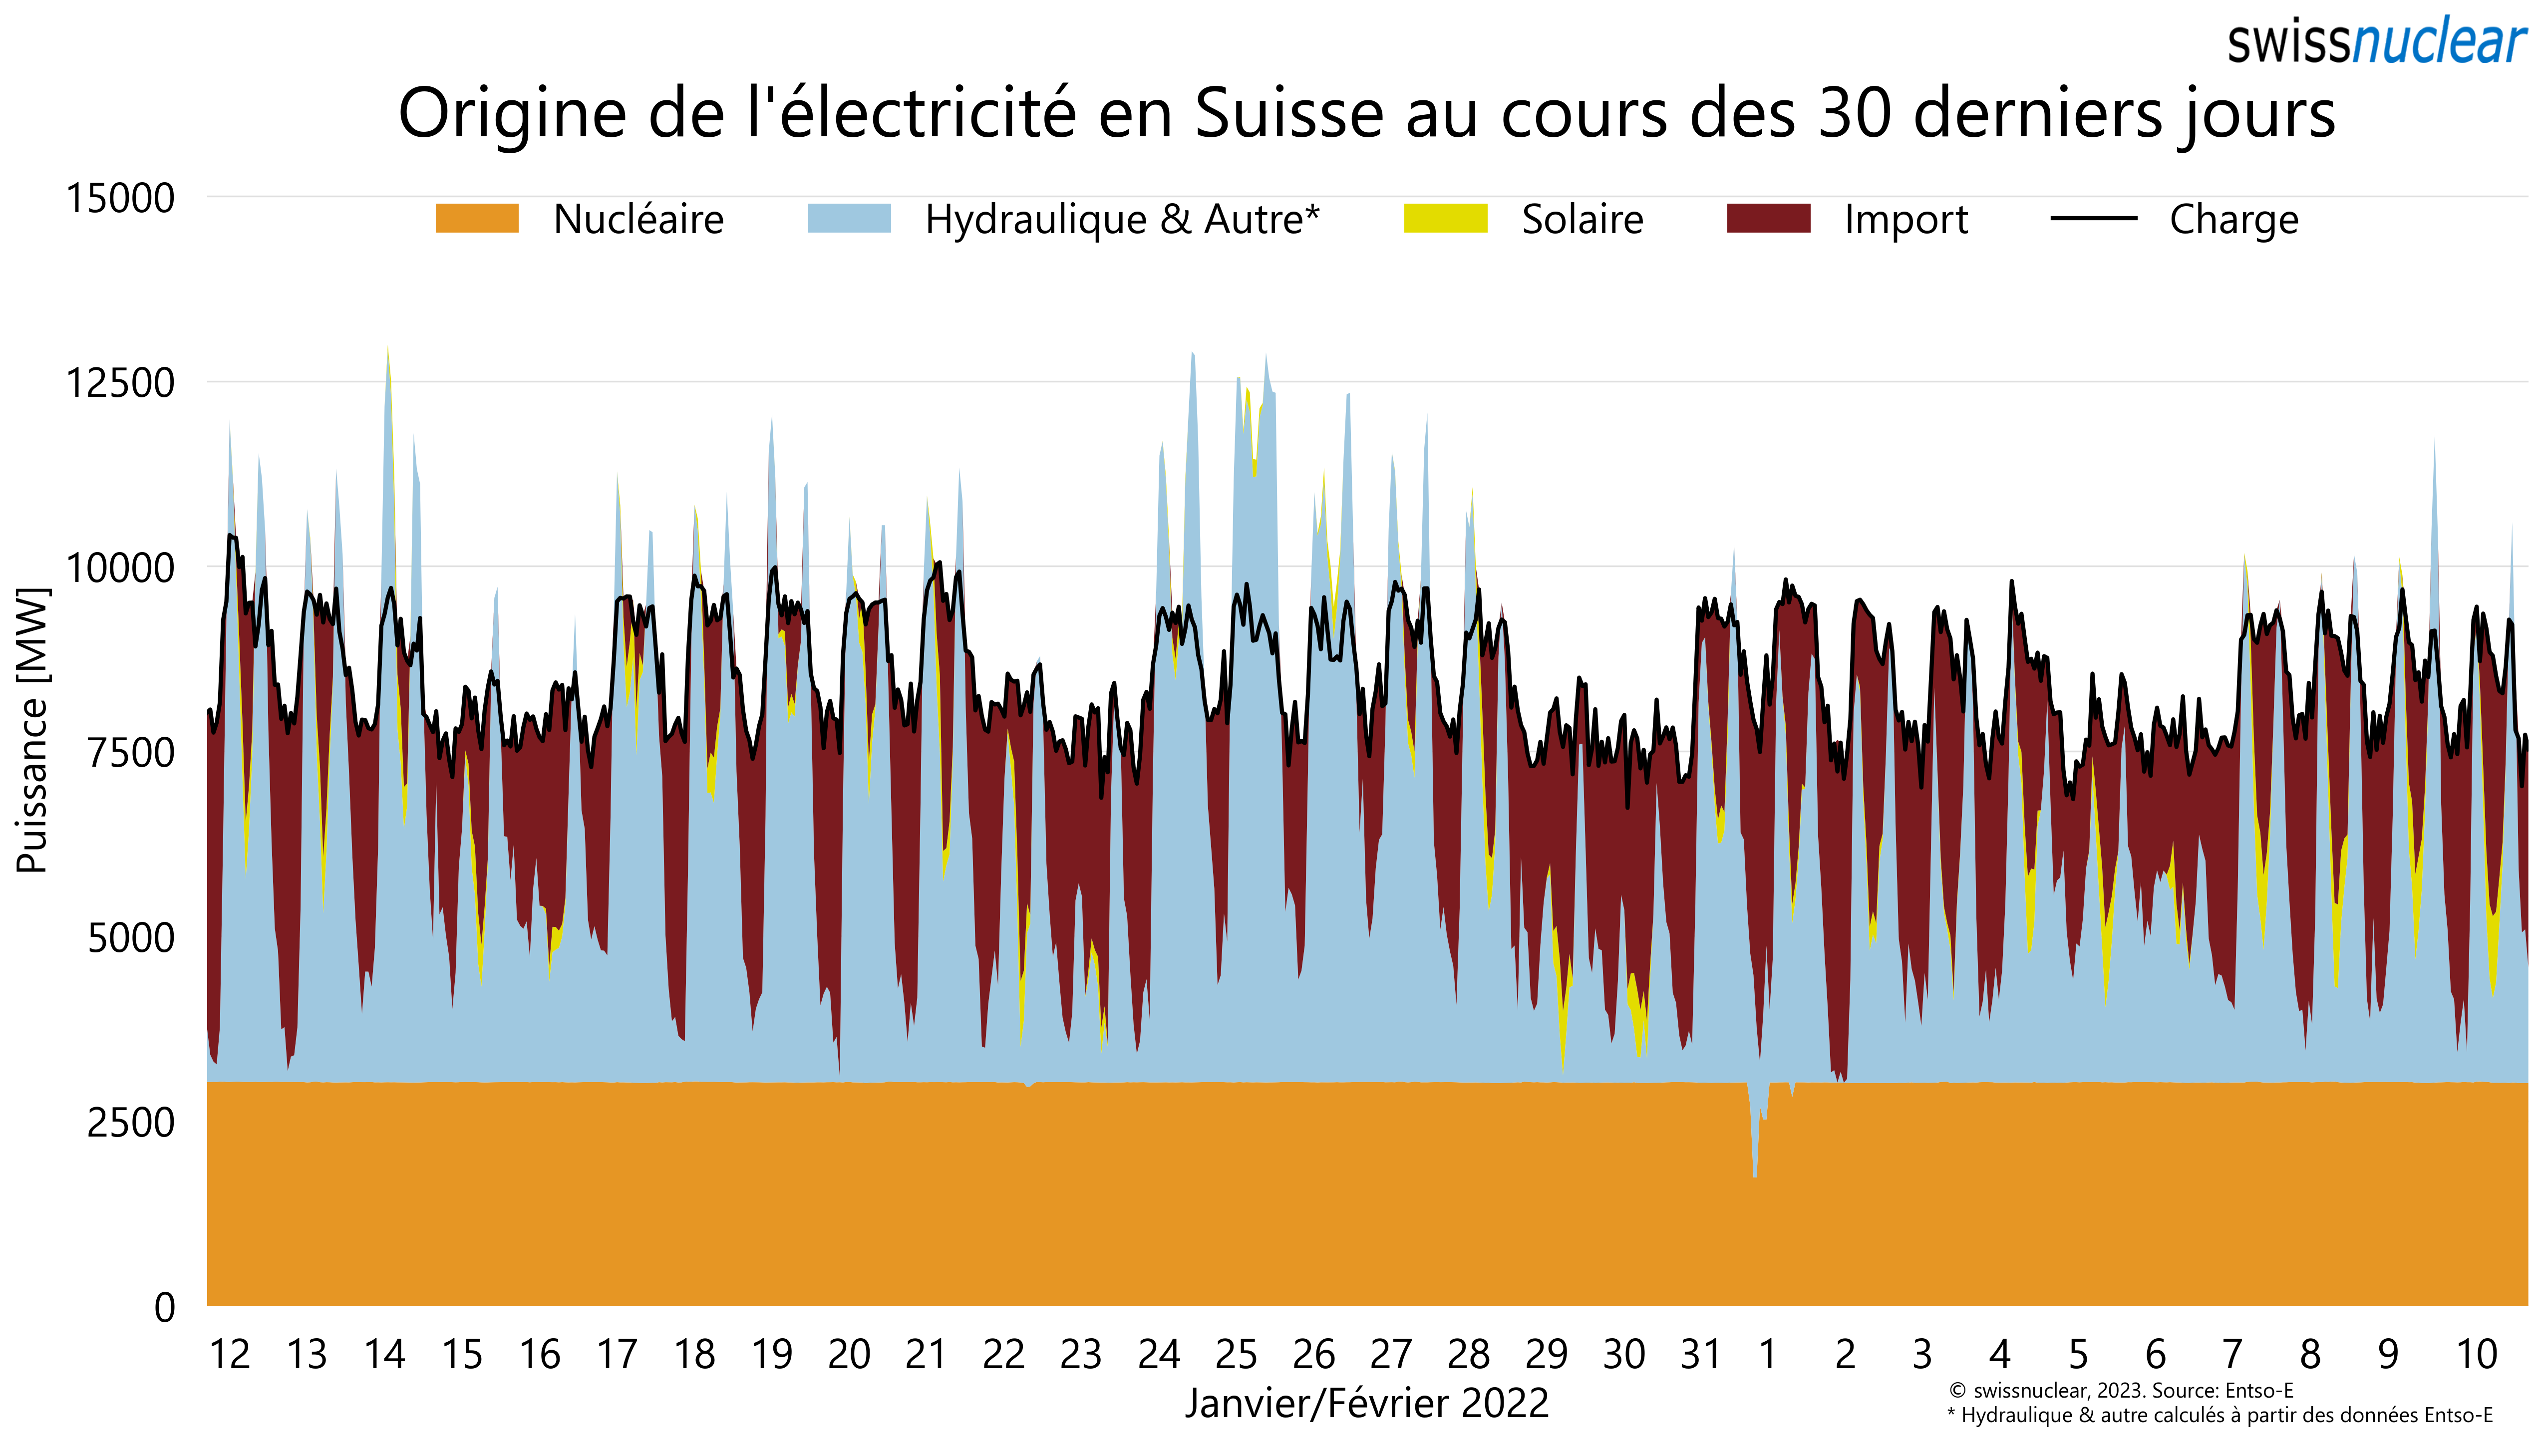 swissnuclear
Origine de l'électricité en Suisse au cours des 30 derniers jours
15000
Nucléaire Hydraulique & Autre* Solaire Import Charge
12500
10000
7500
5000
2500
0
Puissance [MW]
12 13 14 15 16 17 18 19 20 21 22 23 24 25 26 27 28 29 30 31 1 2 3 4 5 6 7 8 9 10
Janvier/Février 2022
© swissnuclear, 2023. Source: Entso-E
* Hydraulique & autre calculés à partir des données Entso-E